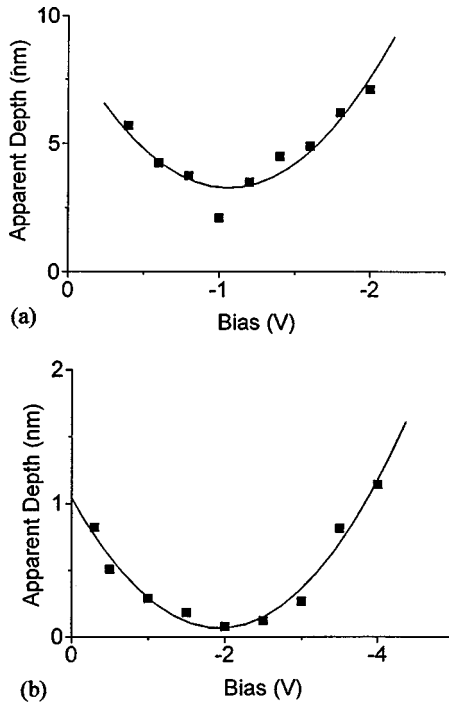 10
5
0
Apparent Depth (nm)
0
-1
-2
Bias (V)
(a)
2
1
0
Apparent Depth (nm)
0
-2
-4
Bias (V)
(b)